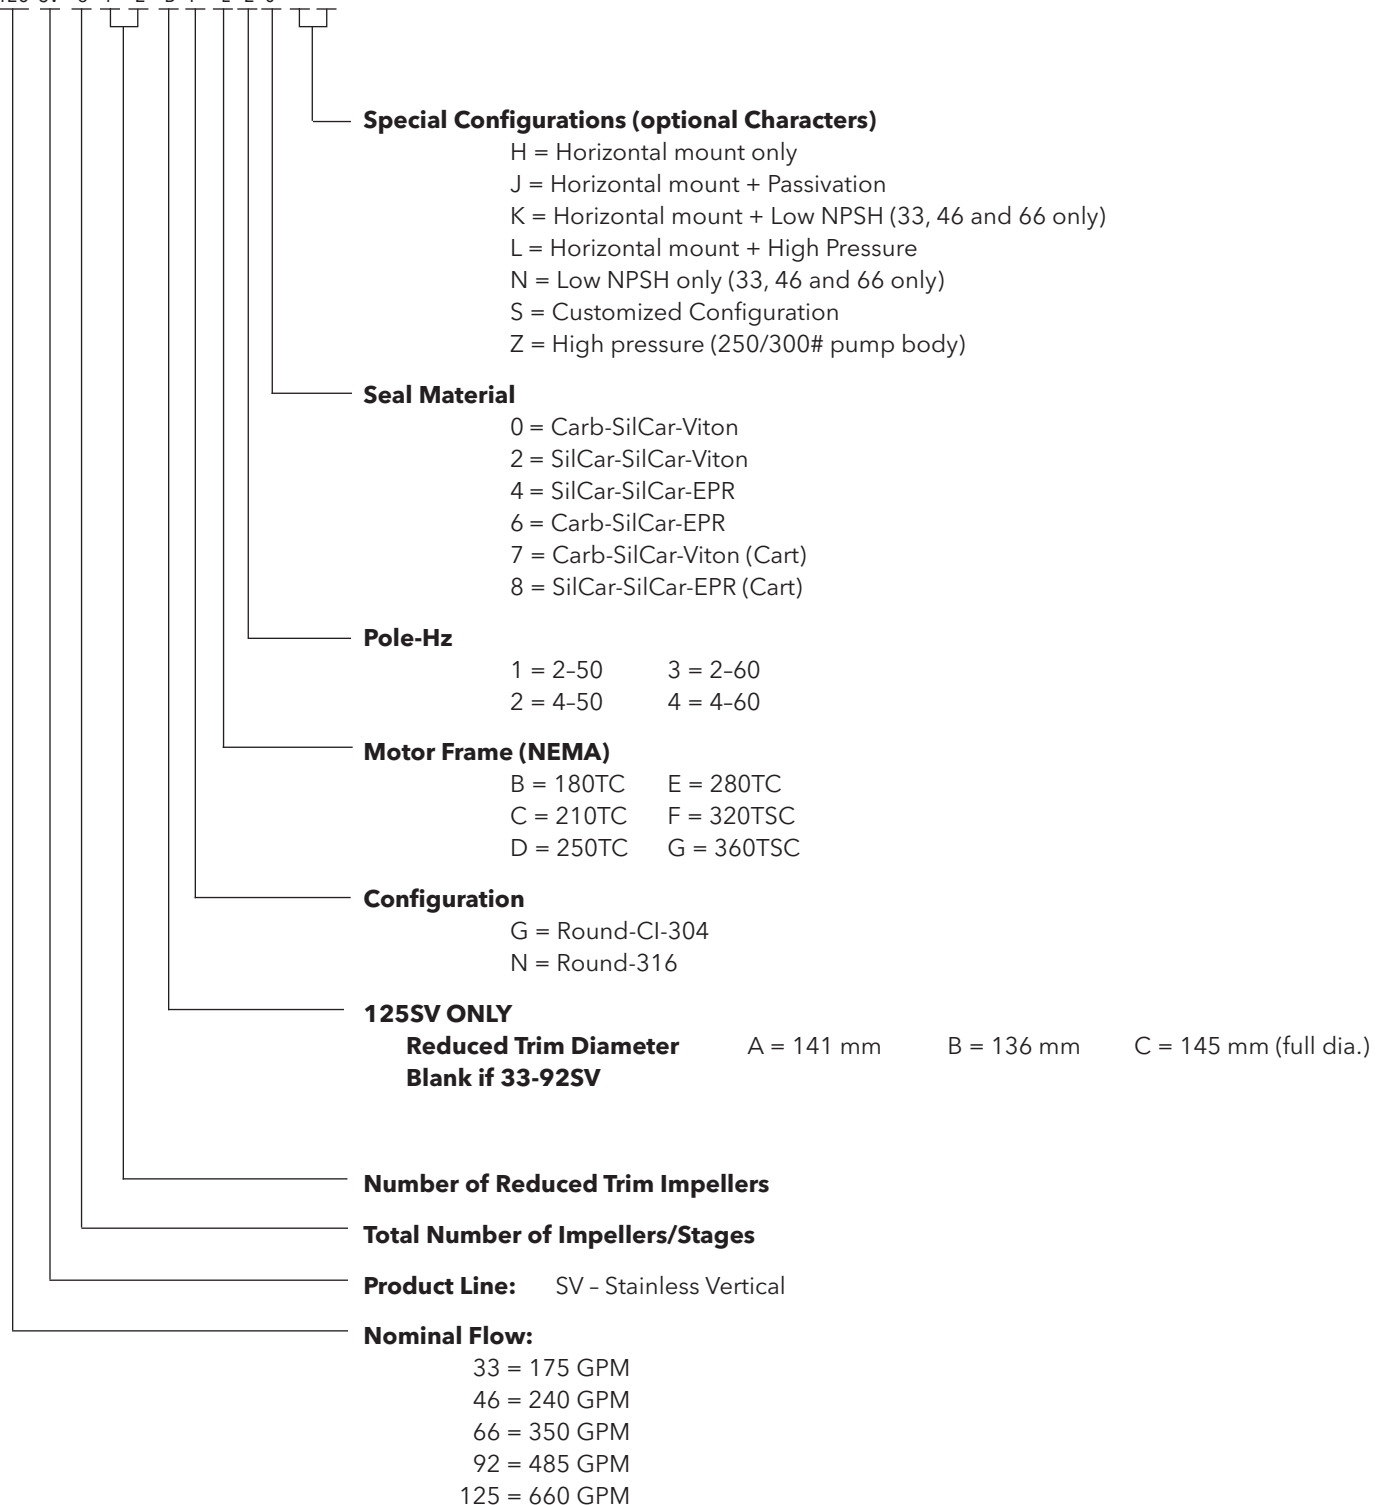 Special Configurations (optional Characters)
H = Horizontal mount only
J = Horizontal mount + Passivation
K = Horizontal mount + Low NPSH (33, 46 and 66 only)
L = Horizontal mount + High Pressure
N = Low NPSH only (33, 46 and 66 only)
S = Customized Configuration
Z = High pressure (250/300# pump body)
Seal Material
0 = Carb-SilCar-Viton
2 = SilCar-SilCar-Viton
4 = SilCar-SilCar-EPR
6 = Carb-SilCar-EPR
7 = Carb-SilCar-Viton (Cart)
8 = SilCar-SilCar-EPR (Cart)
Pole-Hz
1 = 2–50 3 = 2–60
2 = 4–50 4 = 4–60
Motor Frame (NEMA)
B = 180TC E = 280TC
C = 210TC F = 320TSC
D = 250TC G = 360TSC
Configuration
G = Round-CI-304
N = Round-316
125SV ONLY
Reduced Trim Diameter A = 141 mm B = 136 mm C = 145 mm (full dia.)
Blank if 33-92SV
Number of Reduced Trim Impellers
Total Number of Impellers/Stages
Product Line: SV – Stainless Vertical
Nominal Flow:
33 = 175 GPM
46 = 240 GPM
66 = 350 GPM
92 = 485 GPM
125 = 660 GPM